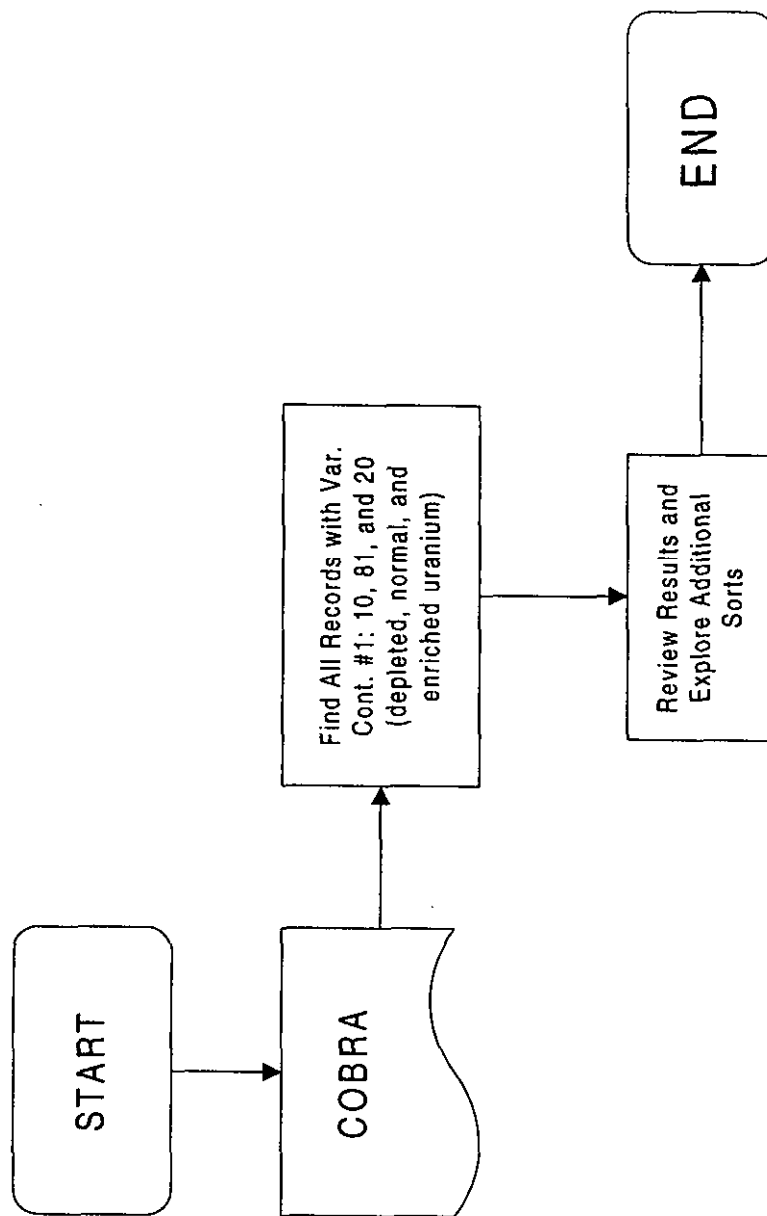 START
COBRA
Find All Records with Var.
Cont. #1: 10, 81, and 20
(depleted, normal, and
enriched uranium)
Review Results and
Explore Additional
Sorts
END